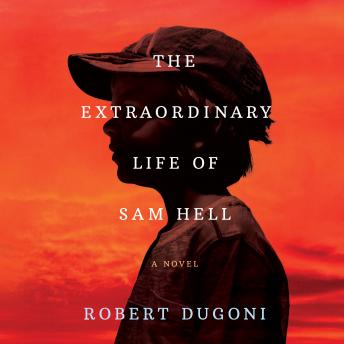 THE
EXTRAORDINARY
LIFE OF
SAM HELL
A NOVEL
ROBERT DUGONI